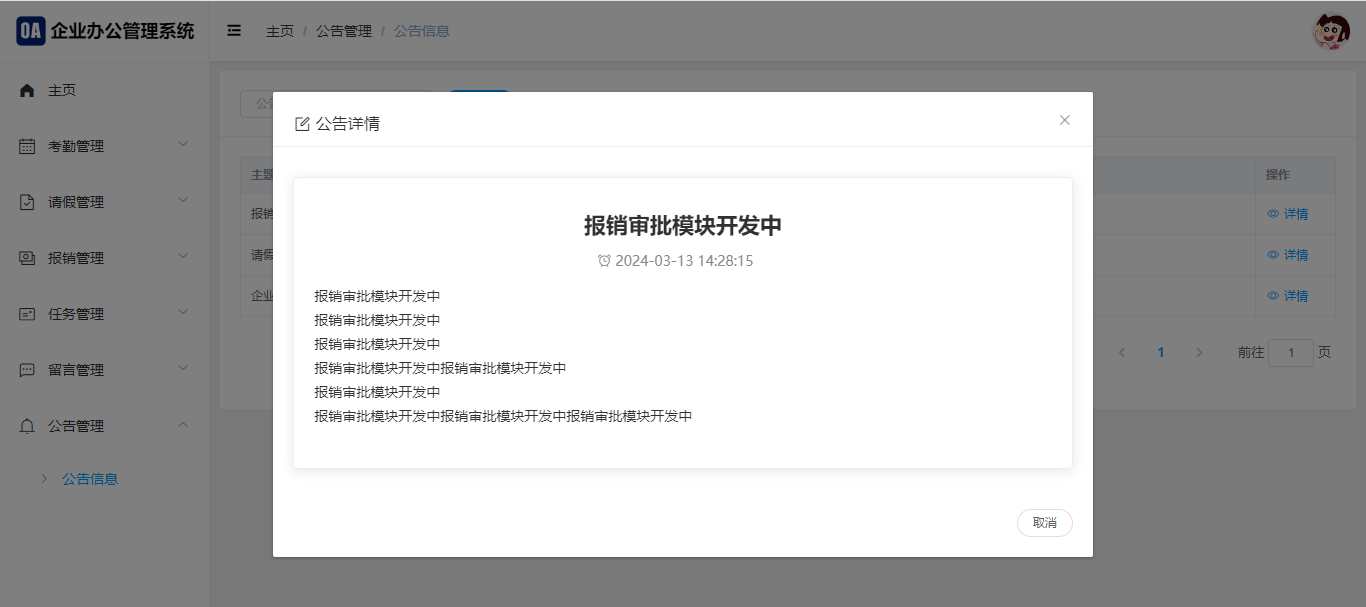 OA 企业办公管理系统
主页 / 公告管理 / 公告信息
主页
考勤管理
请假管理
报销管理
任务管理
留言管理
公告管理
公告信息
主题
操作
报销
详情
请假
详情
企业
详情
1
前往 1 页
公告详情
报销审批模块开发中
2024-03-13 14:28:15
报销审批模块开发中
报销审批模块开发中
报销审批模块开发中
报销审批模块开发中报销审批模块开发中
报销审批模块开发中
报销审批模块开发中报销审批模块开发中报销审批模块开发中
取消